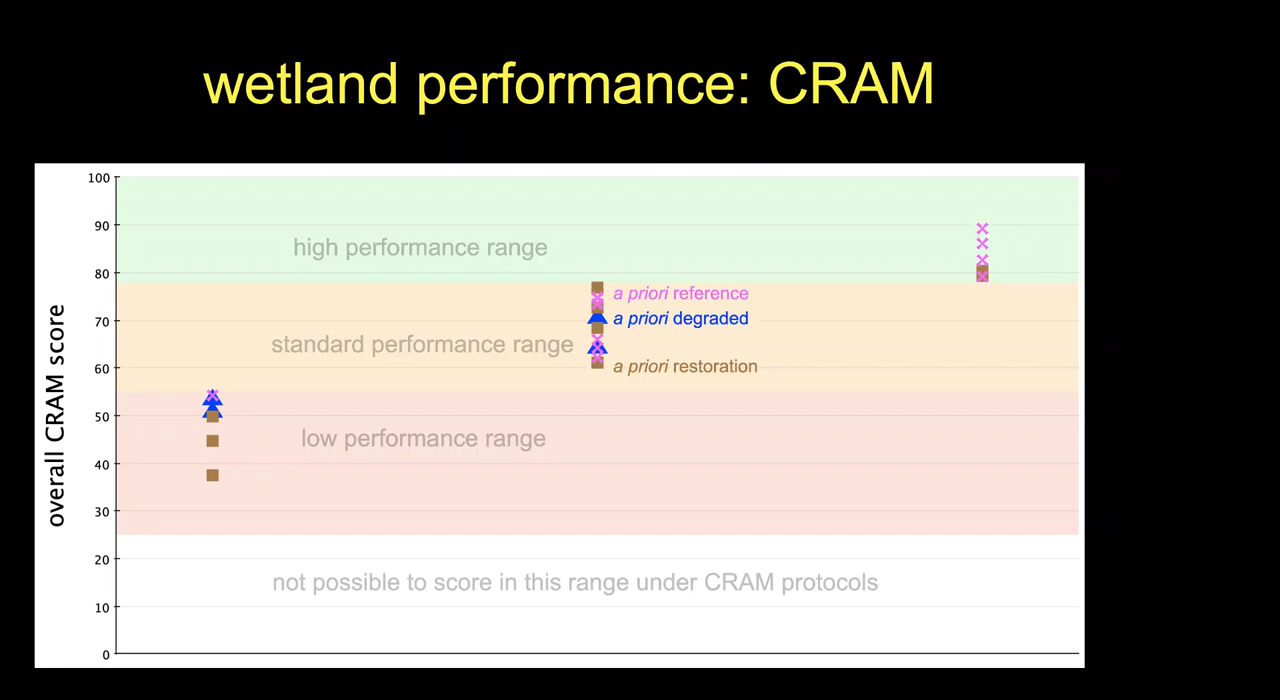 wetland performance: CRAM
overall CRAM score
100
90
80
70
60
50
40
30
20
10
0
high performance range
a priori reference
a priori degraded
standard performance range
a priori restoration
low performance range
not possible to score in this range under CRAM protocols